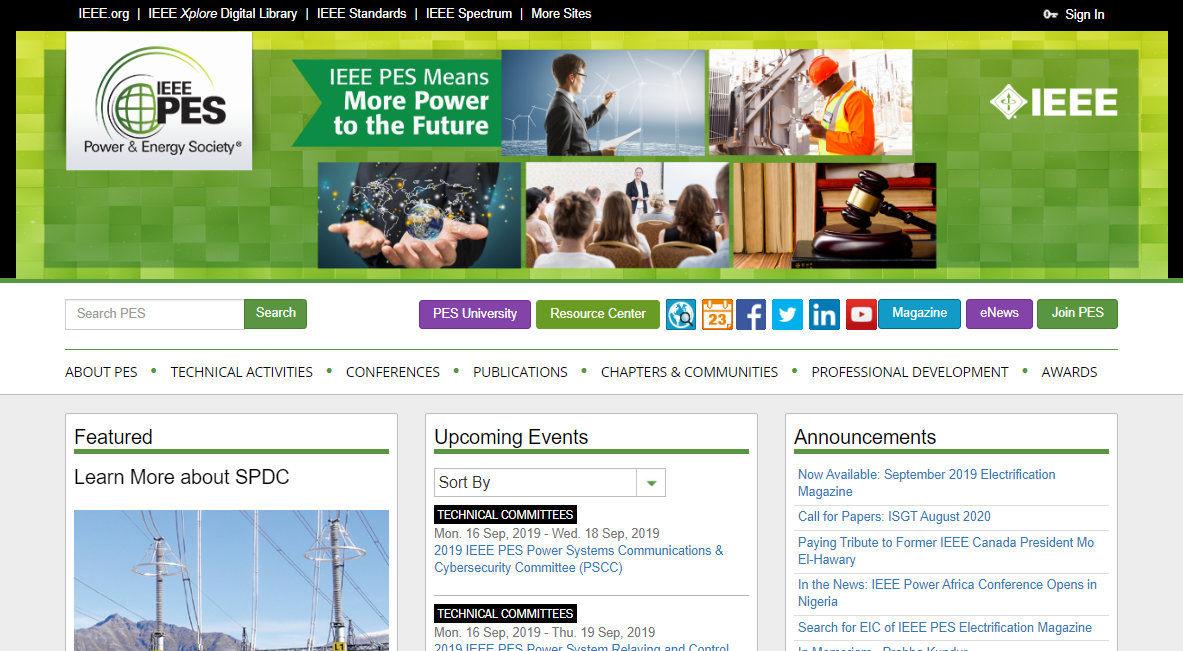 IEEE.org | IEEE Xplore Digital Library | IEEE Standards | IEEE Spectrum | More Sites
Sign In
IEEE
PES
Power & Energy Society®
IEEE PES Means
More Power
to the Future
IEEE
Search PES
Search
PES University
Resource Center
23
Magazine
eNews
Join PES
ABOUT PES • TECHNICAL ACTIVITIES • CONFERENCES • PUBLICATIONS • CHAPTERS & COMMUNITIES • PROFESSIONAL DEVELOPMENT • AWARDS
Featured
Learn More about SPDC
L1
Upcoming Events
Sort By
TECHNICAL COMMITTEES
Mon. 16 Sep, 2019 - Wed. 18 Sep, 2019
2019 IEEE PES Power Systems Communications &
Cybersecurity Committee (PSCC)
TECHNICAL COMMITTEES
Mon. 16 Sep, 2019 - Thu. 19 Sep, 2019
2019 IEEE PES Power System Relaying and Control
Announcements
Now Available: September 2019 Electrification
Magazine
Call for Papers: ISGT August 2020
Paying Tribute to Former IEEE Canada President Mo
El-Hawary
In the News: IEEE Power Africa Conference Opens in
Nigeria
Search for EIC of IEEE PES Electrification Magazine
In Memoriam - Prabha Kundur